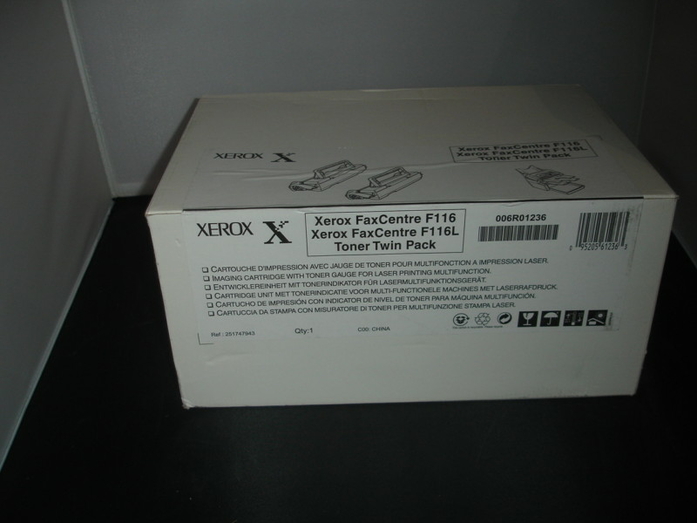 XEROX X
Xerox FaxCentre F116
Xerox FaxCentre F116L
Toner Twin Pack
XEROX X
Xerox FaxCentre F116
Xerox FaxCentre F116L
Toner Twin Pack
006R01236
CARTOUCHE D'IMPRESSION AVEC JAUGE DE TONER POUR MULTIFONCTION A IMPRESSION LASER.
IMAGING CARTRIDGE WITH TONER GAUGE FOR LASER PRINTING MULTIFUNCTION.
ENTWICKLEREINHEIT MIT TONERINDIKATOR FÜR LASERMULTIFUNKTIONSGERÄT.
CARTRIDGE UNIT MET TONERINDICATIE VOOR MULTI-FUNCTIONELE MACHINES MET LASERAFDRUCK.
CARTUCHO DE IMPRESIÓN CON INDICADOR DE NIVEL DE TONER PARA MÁQUINA MULTIFUNCIÓN.
CARTUCCIA DA STAMPA CON MISURATORE DI TONER PER MULTIFUNZIONE STAMPA LASER.
Ref : 251747943
Qty:1
COO: CHINA